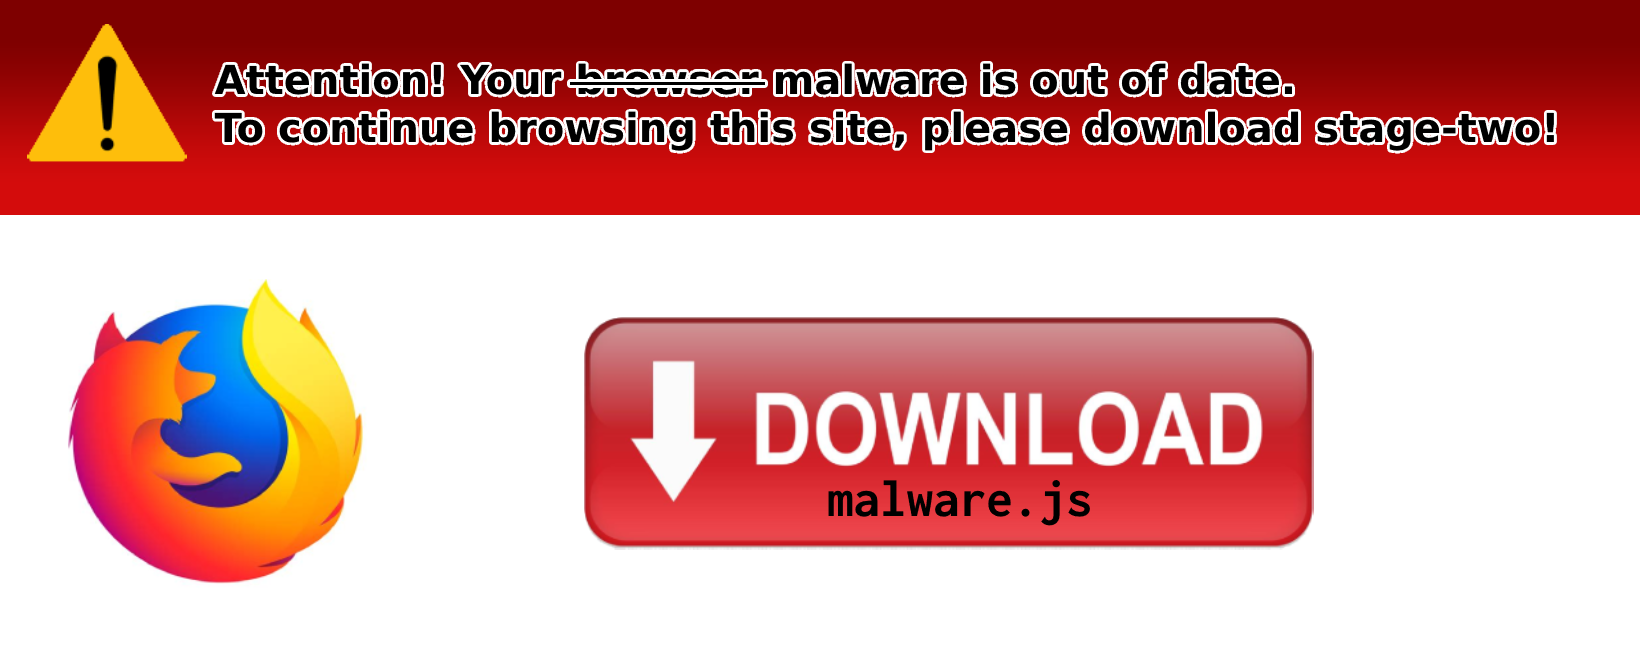 Attention! Your browser malware is out of date.
To continue browsing this site, please download stage-two!
DOWNLOAD
malware.js